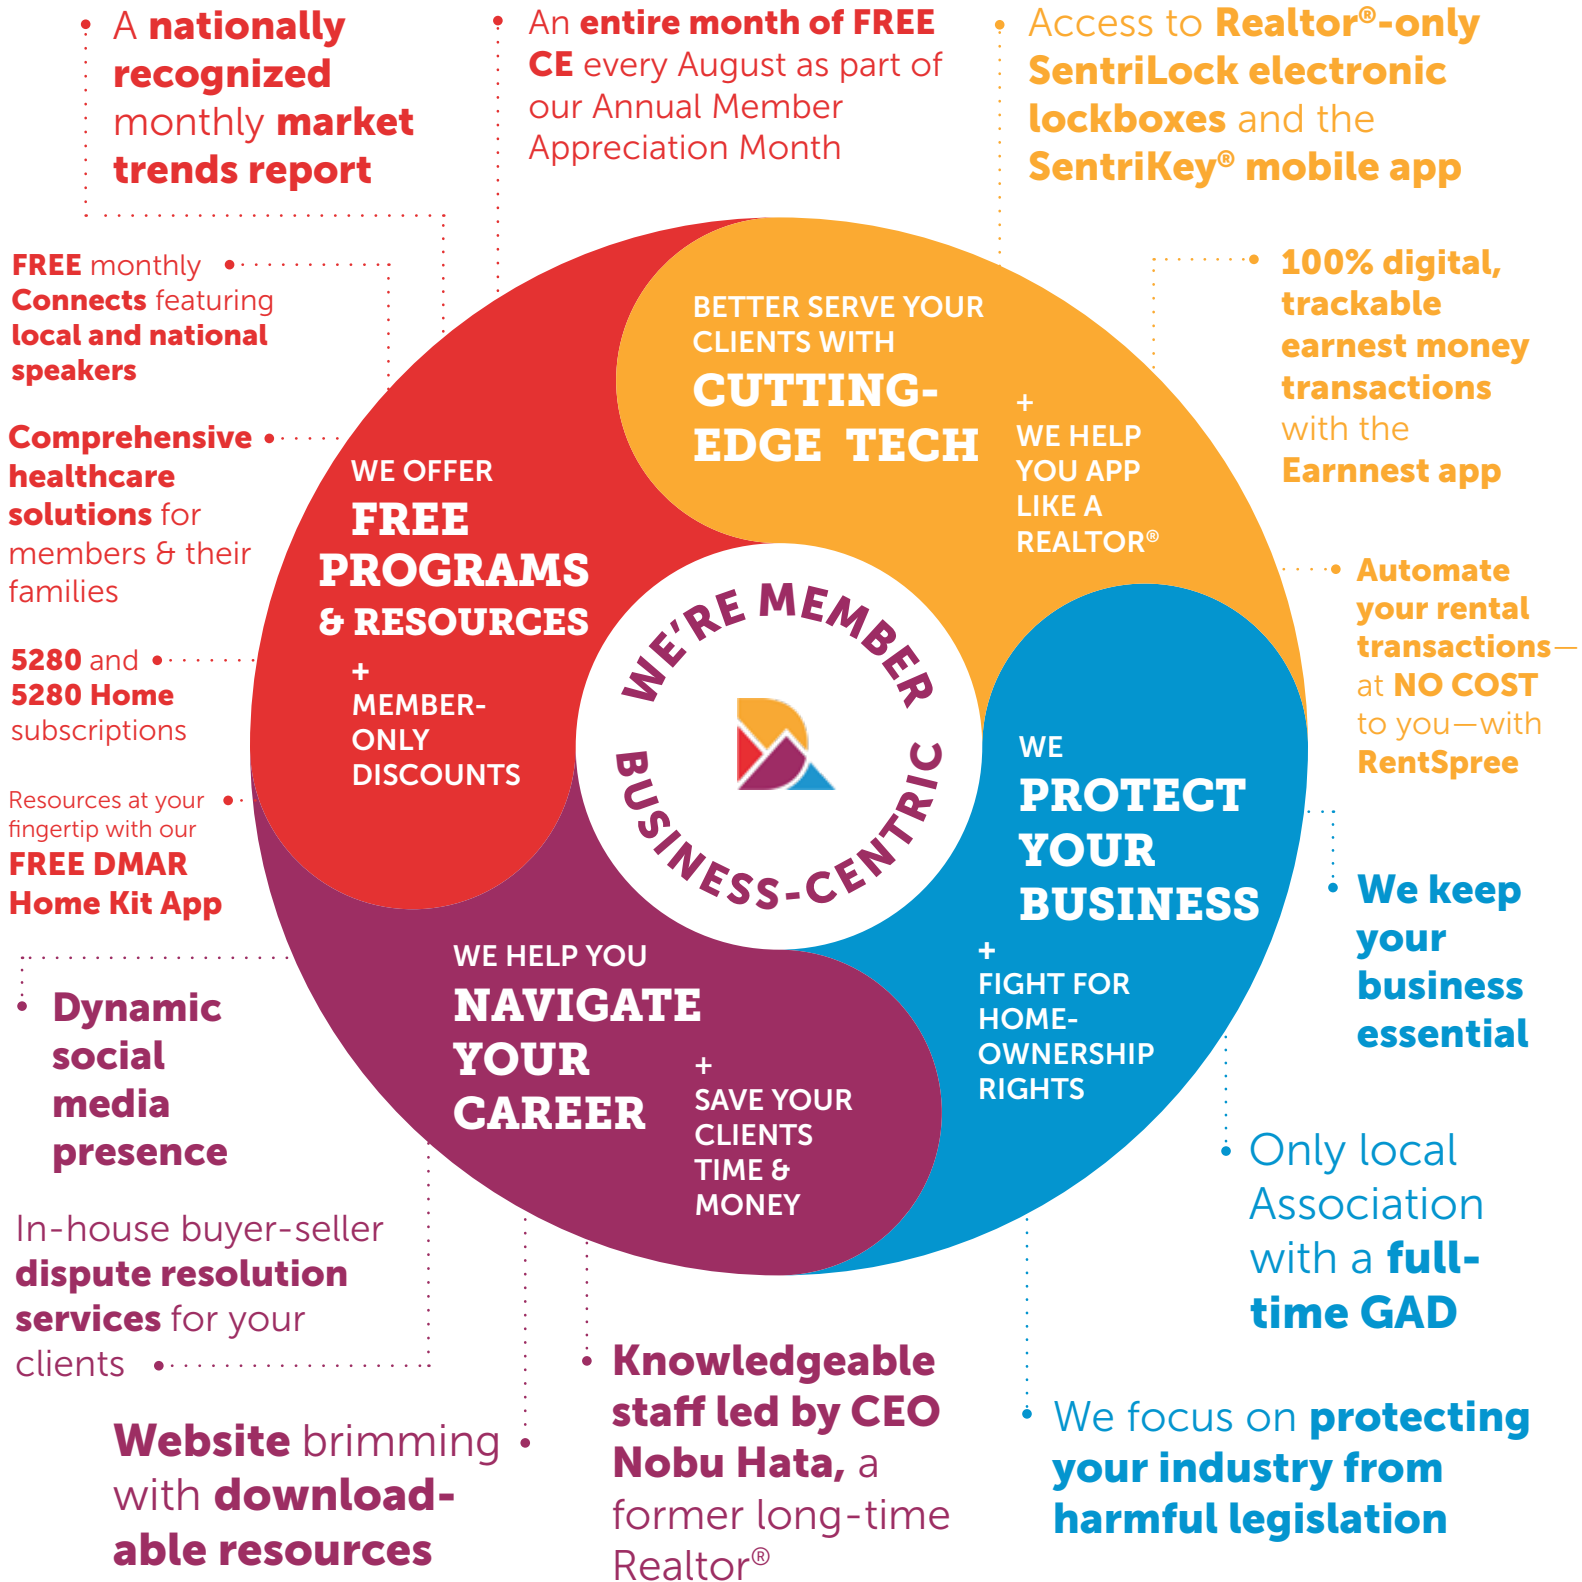 A nationally
recognized
monthly market
trends report
An entire month of FREE
CE every August as part of
our Annual Member
Appreciation Month
Access to Realtor®-only
SentriLock electronic
lockboxes and the
SentriKey® mobile app
FREE monthly
Connects featuring
local and national
speakers
Comprehensive
healthcare
solutions for
members & their
families
5280 and
5280 Home
subscriptions
Resources at your
fingertip with our
FREE DMAR
Home Kit App
WE OFFER
FREE
PROGRAMS
& RESOURCES
+
MEMBER-
ONLY
DISCOUNTS
BETTER SERVE YOUR
CLIENTS WITH
CUTTING-
EDGE TECH
+
WE HELP
YOU APP
LIKE A
REALTOR®
100% digital,
trackable
earnest money
transactions
with the
Earnnest app
Automate
your rental
transactions—
at NO COST
to you—with
RentSpree
WE'RE MEMBER
BUSINESS-CENTRIC
WE
PROTECT
YOUR
BUSINESS
+
FIGHT FOR
HOME-
OWNERSHIP
RIGHTS
We keep
your
business
essential
Only local
Association
with a full-
time GAD
We focus on protecting
your industry from
harmful legislation
WE HELP YOU
NAVIGATE
YOUR
CAREER
+
SAVE YOUR
CLIENTS
TIME &
MONEY
Dynamic
social
media
presence
In-house buyer-seller
dispute resolution
services for your
clients
Website brimming
with download-
able resources
Knowledgeable
staff led by CEO
Nobu Hata, a
former long-time
Realtor®